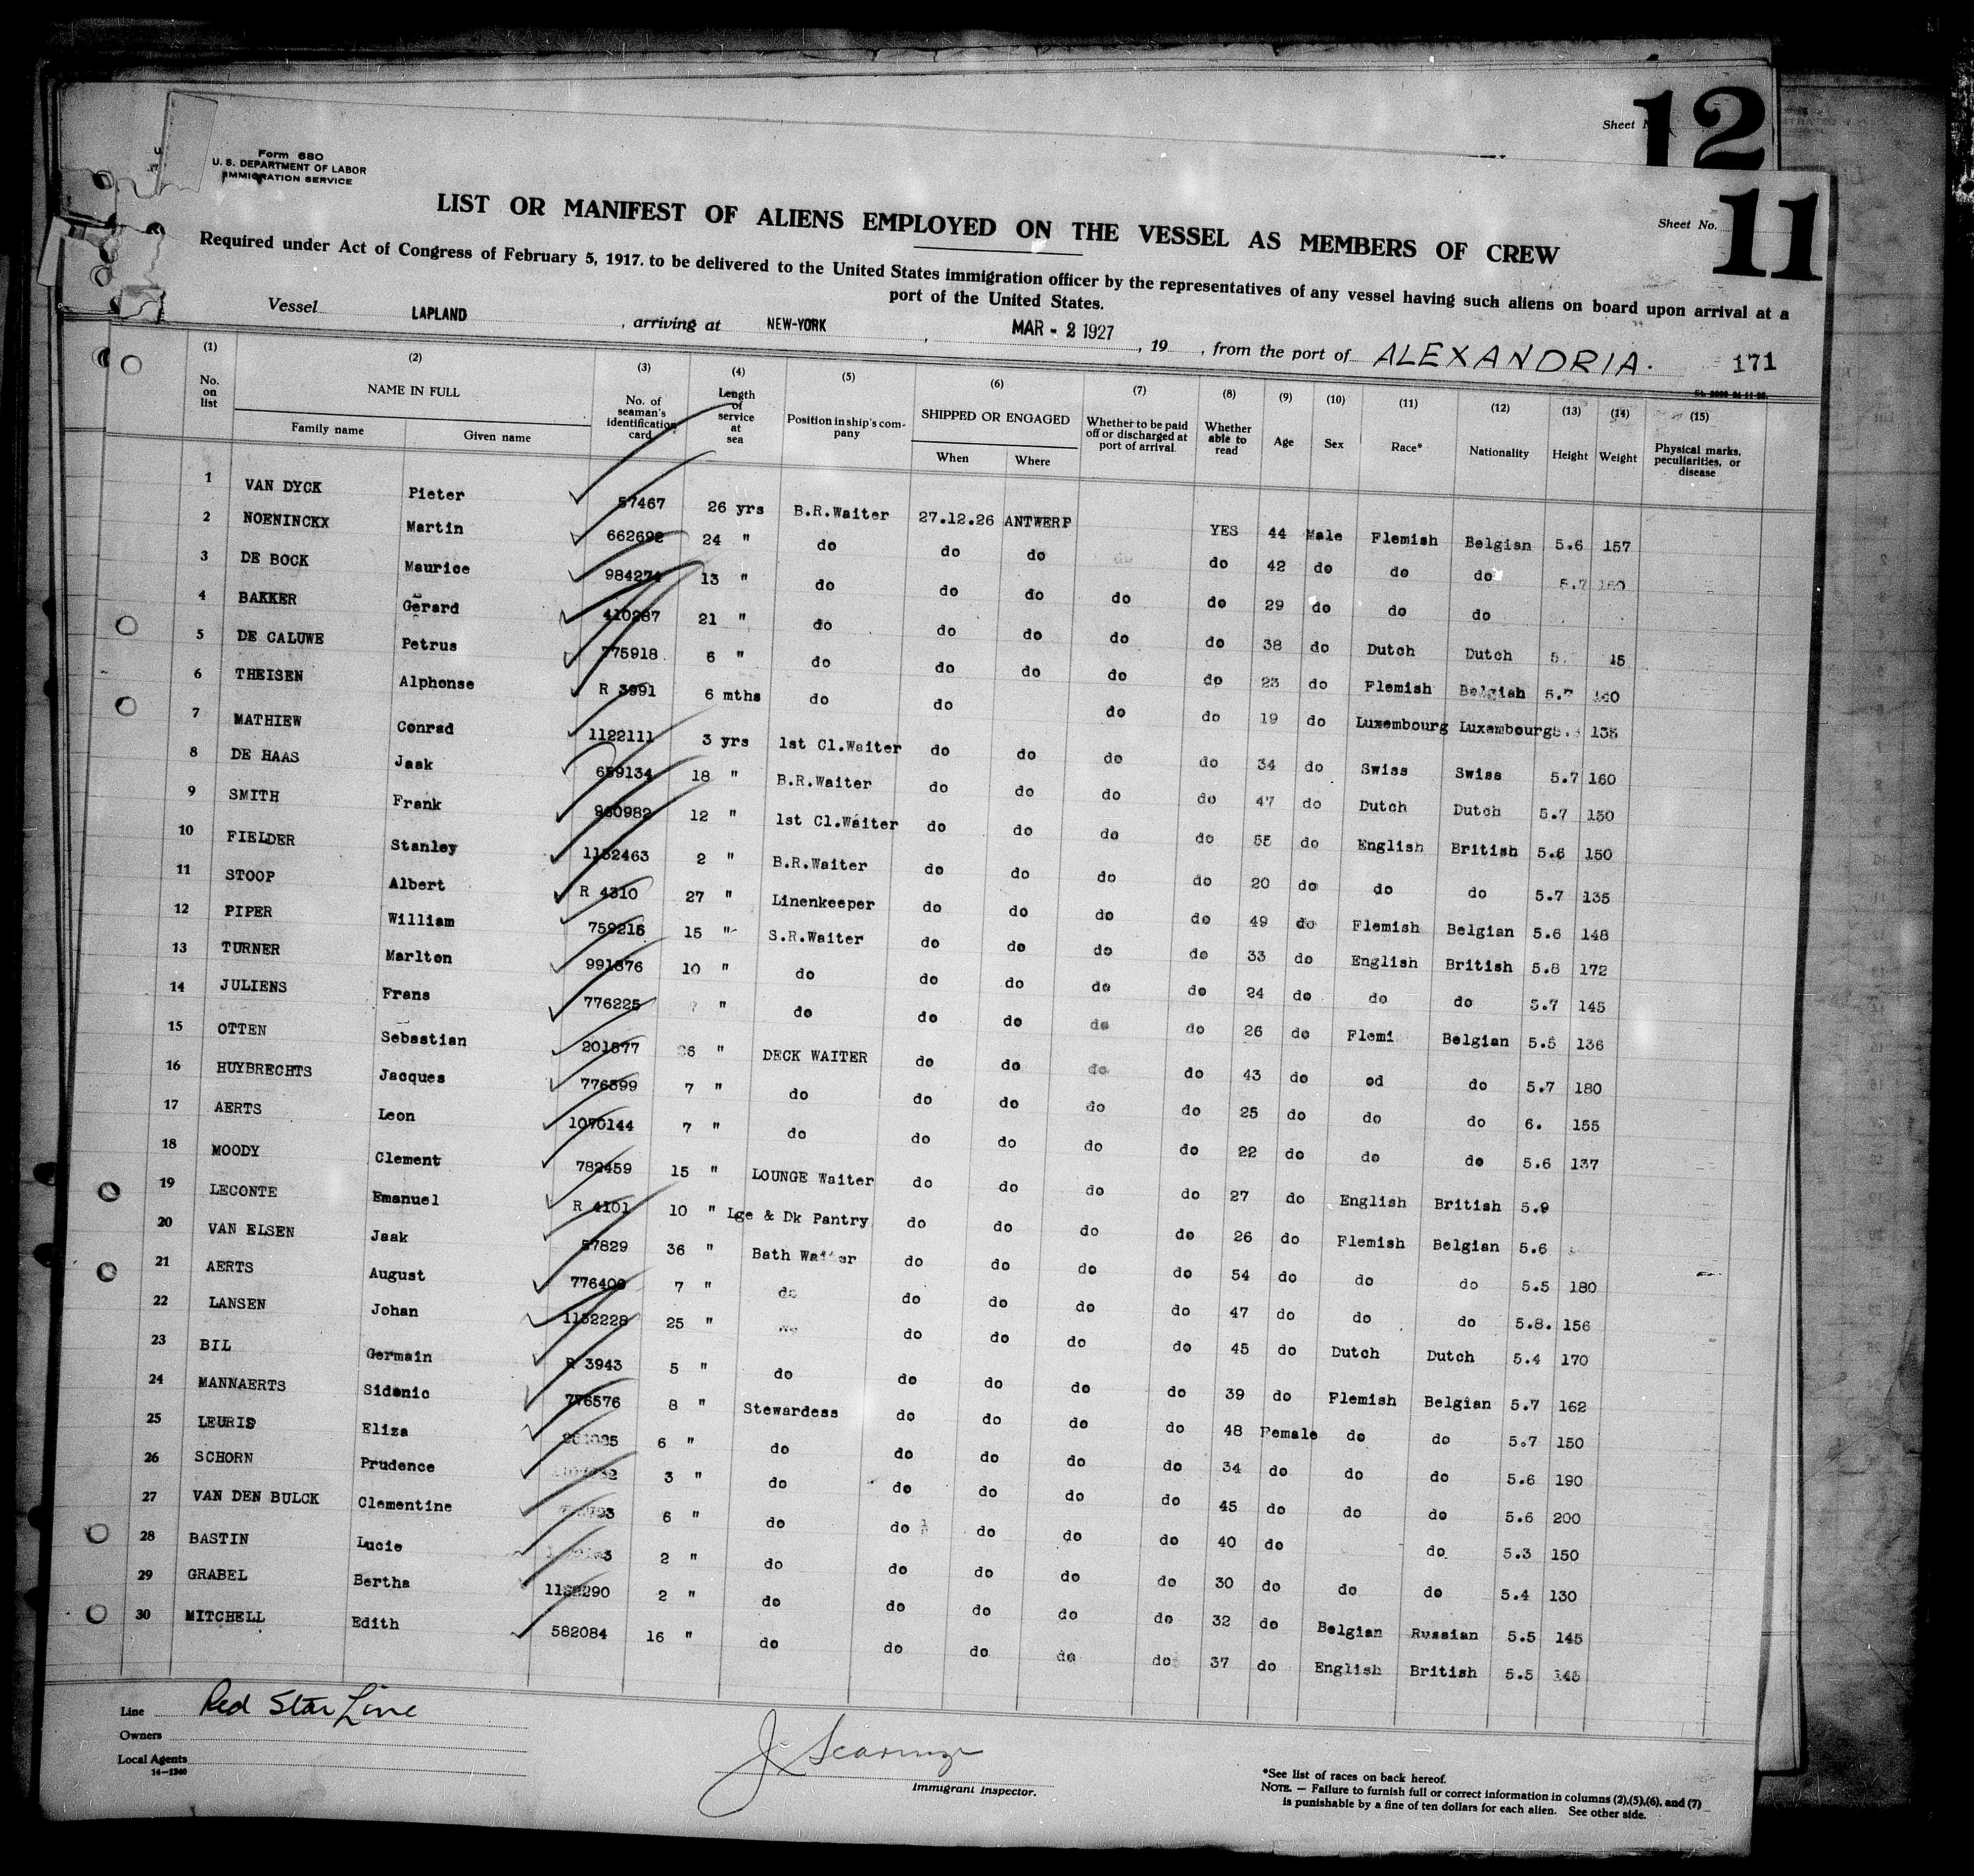 12
Sheet
Form 680
U. S. DEPARTMENT OF LABOR
IMMIGRATION SERVICE
11
Sheet No.
LIST OR MANIFEST OF ALIENS EMPLOYED ON THE VESSEL AS MEMBERS OF CREW
Required under Act of Congress of February 5, 1917. to be delivered to the United States immigration officer by the representatives of any vessel having such aliens on board upon arrival at a
port of the United States.
Vessel LAPLAND , arriving at NEW-YORK , MAR - 2 1927 , 19 , from the port of ALEXANDRIA. 171
(1) (2) (3) (4) (5) (6) (7) (8) (9) (10) (11) (12) (13) (14) (15)
No. on list NAME IN FULL Family name Given name No. of seaman's identification card Length of service at sea Position in ship's company SHIPPED OR ENGAGED When Where Whether to be paid off or discharged at port of arrival Whether able to read Age Sex Race* Nationality Height Weight Physical marks, peculiarities, or disease
1 VAN DYCK Pieter 57467 26 yrs B.R.Waiter 27.12.26 ANTWERP YES 44 Male Flemish Belgian 5.6 157
2 NOENINCKX Martin 662692 24 " do do do do do 42 do do do 5.7
3 DE BOCK Maurice 984274 13 " do do do do do 29 do do do
4 BAKKER Gerard 410287 21 " do do do do do 38 do Dutch Dutch
5 DE CALUWE Petrus 775918 6 " do do do do do 23 do Flemish Belgian 5.7 140
6 THEISEN Alphonse R 3991 6 mths do do do do 19 do Luxembourg Luxembourg 135
7 MATHIEW Conrad 1122111 3 yrs 1st Cl.Waiter do do do do 34 do Swiss Swiss 5.7 160
8 DE HAAS Jaak 659134 18 " B.R.Waiter do do do do 47 do Dutch Dutch 5.7 150
9 SMITH Frank 960982 12 " 1st Cl.Waiter do do do do 55 do English British 5.6 150
10 FIELDER Stanley 1152463 2 " B.R.Waiter do do do do 20 do do do 5.7 135
11 STOOP Albert R 4310 27 " Linenkeeper do do do do 49 do Flemish Belgian 5.6 148
12 PIPER William 759216 15 " S.R.Waiter do do do do 33 do English British 5.8 172
13 TURNER Marlton 991876 10 " do do do do do 24 do do do 5.7 145
14 JULIENS Frans 776225 " do do do do do 26 do Flemi Belgian 5.5 136
15 OTTEN Sebastian 201577 26 " DECK WAITER do do do do 43 do od do 5.7 180
16 HUYBRECHTS Jacques 776399 7 " do do do do do 25 do do do 6. 155
17 AERTS Leon 1070144 7 " do do do do do 22 do do do 5.6 137
18 MOODY Clement 782459 15 " LOUNGE Waiter do do do do 27 do English British 5.9
19 LECONTE Emanuel R 4101 10 " Lge & Dk Pantry do do do do 26 do Flemish Belgian 5.6
20 VAN ELSEN Jaak 57829 36 " Bath Waiter do do do do 54 do do do 5.5 180
21 AERTS August 776400 7 " do do do do do 47 do do do 5.8. 156
22 LANSEN Johan 1152228 25 " do do do do 45 do Dutch Dutch 5.4 170
23 BIL Germain R 3943 5 " do do do do do 39 do Flemish Belgian 5.7 162
24 MANNAERTS Sidonic 776576 8 " Stewardess do do do do 48 Female do do 5.7 150
25 LEURIS Eliza 6 " do do do do do 34 do do do 5.6 190
26 SCHORN Prudence 3 " do do do do do 45 do do do 5.6 200
27 VAN DEN BULCK Clementine 6 " do do do do do 40 do do 5.3 150
28 BASTIN Lucie 2 " do do do do do 30 do do do 5.4 130
29 GRABEL Bertha 2 " do do do do do 32 do Belgian Russian 5.5 145
30 MITCHELL Edith 582084 16 " do do do do do 37 do English British 5.5 145
Line Red Star Line
Owners
Local Agents
14—1240
Immigrant Inspector.
*See list of races on back hereof.
NOTE. — Failure to furnish full or correct information in columns (2),(5),(6), and (7)
is punishable by a fine of ten dollars for each alien. See other side.